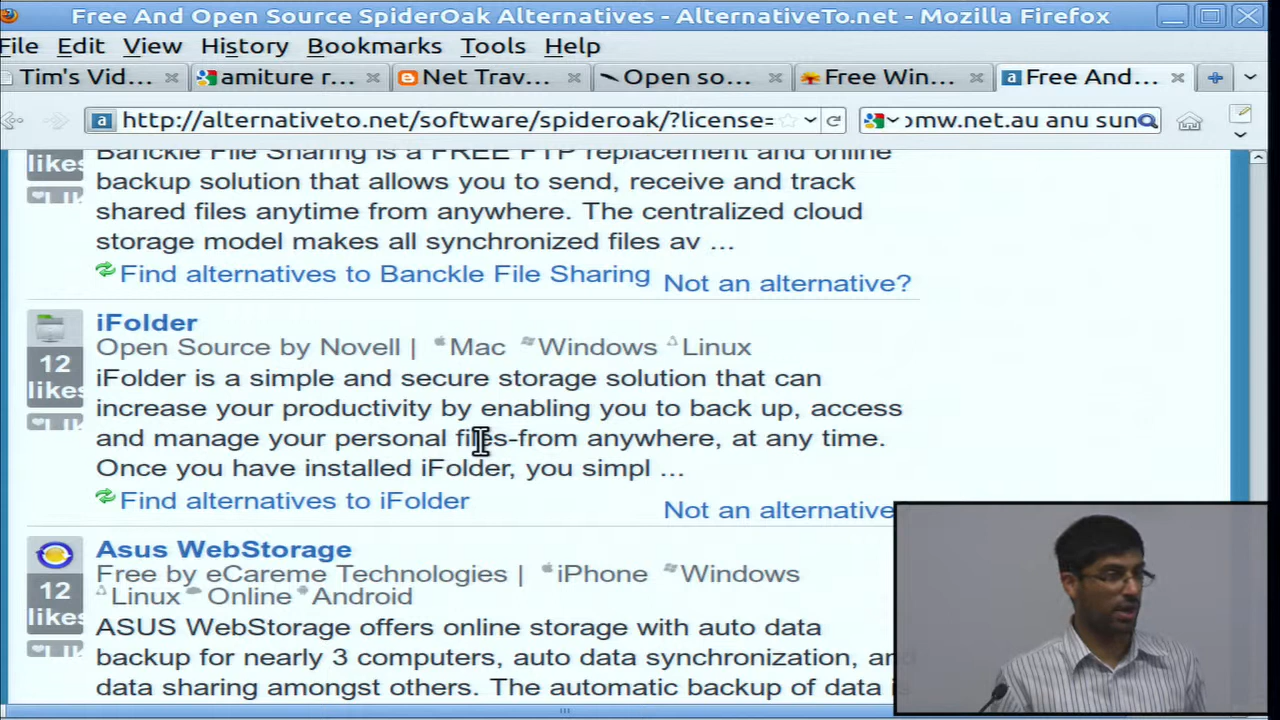 Free And Open Source SpiderOak Alternatives - AlternativeTo.net - Mozilla Firefox
File Edit View History Bookmarks Tools Help
Tim's Vid... amiture r... Net Trav... Open so... Free Win... Free And...
http://alternativeto.net/software/spideroak/?license= omw.net.au anu sun
likes
Banckle File Sharing is a FREE FTP replacement and online
backup solution that allows you to send, receive and track
shared files anytime from anywhere. The centralized cloud
storage model makes all synchronized files av ...
Find alternatives to Banckle File Sharing Not an alternative?
iFolder
Open Source by Novell | Mac Windows Linux
12
likes
iFolder is a simple and secure storage solution that can
increase your productivity by enabling you to back up, access
and manage your personal files-from anywhere, at any time.
Once you have installed iFolder, you simpl ...
Find alternatives to iFolder Not an alternative
Asus WebStorage
Free by eCareme Technologies | iPhone Windows
Linux Online Android
12
likes
ASUS WebStorage offers online storage with auto data
backup for nearly 3 computers, auto data synchronization, and
data sharing amongst others. The automatic backup of data is